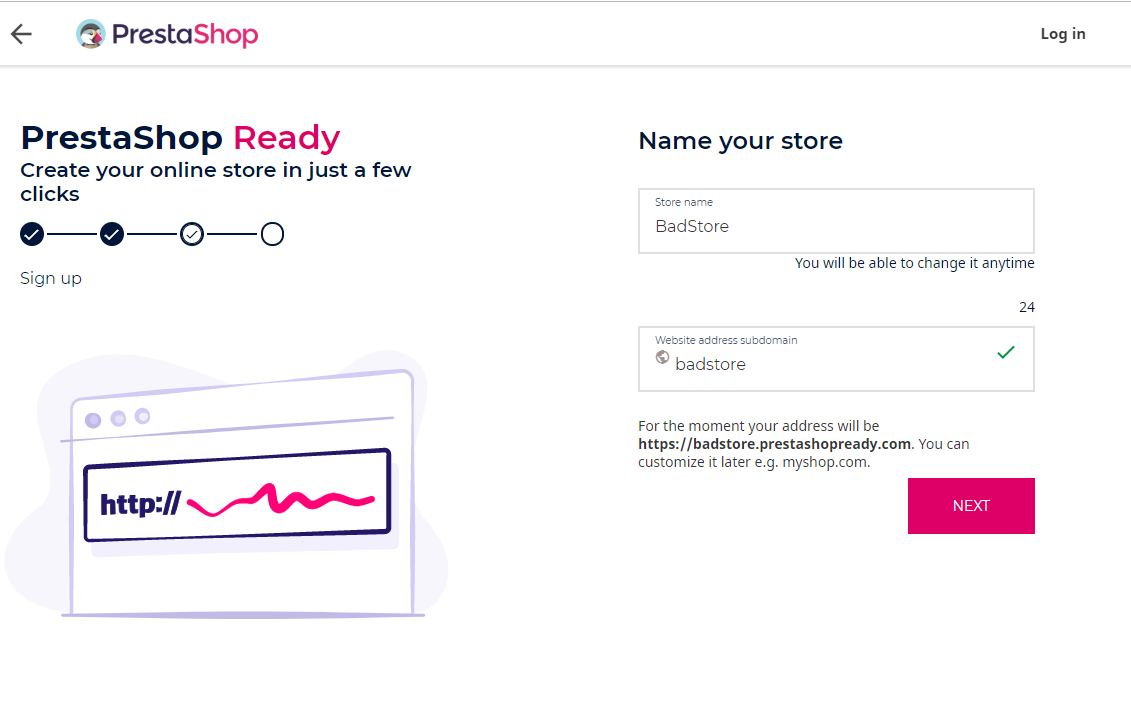 PrestaShop
Log in
PrestaShop Ready
Create your online store in just a few
clicks
Sign up
http://
Name your store
Store name
BadStore
You will be able to change it anytime
24
Website address subdomain
badstore
For the moment your address will be
https://badstore.prestashopready.com. You can
customize it later e.g. myshop.com.
NEXT